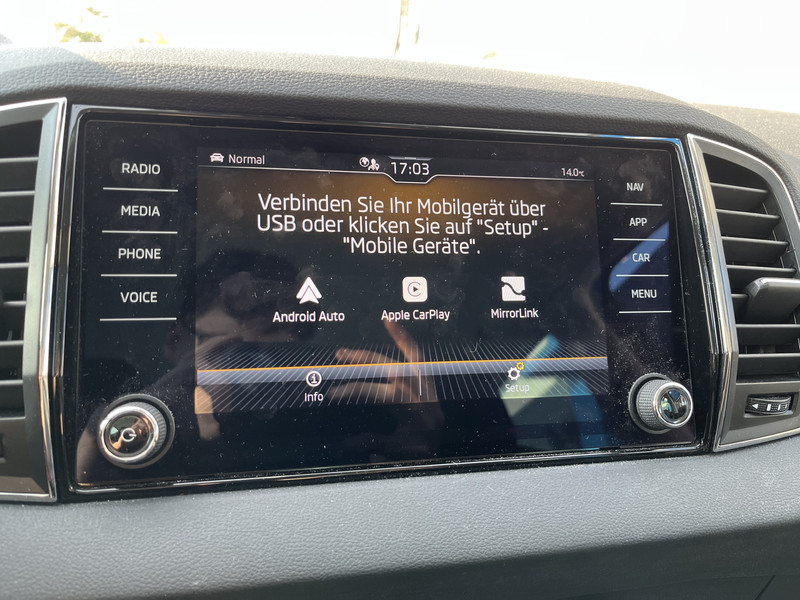 Normal
17:03
14.0°C
RADIO
MEDIA
PHONE
VOICE
Verbinden Sie Ihr Mobilgerät über
USB oder klicken Sie auf "Setup" -
"Mobile Geräte".
Android Auto
Apple CarPlay
MirrorLink
Info
Setup
NAV
APP
CAR
MENU